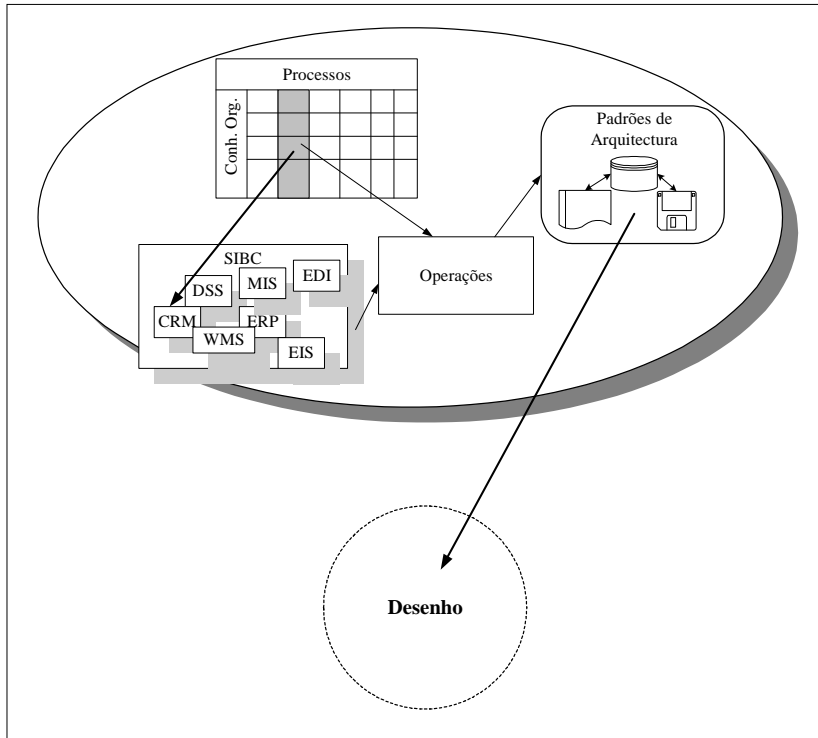 Processos
Conh. Org.
Padrões de
Arquitectura
SIBC
DSS
MIS
EDI
CRM
ERP
WMS
EIS
Operações
Desenho